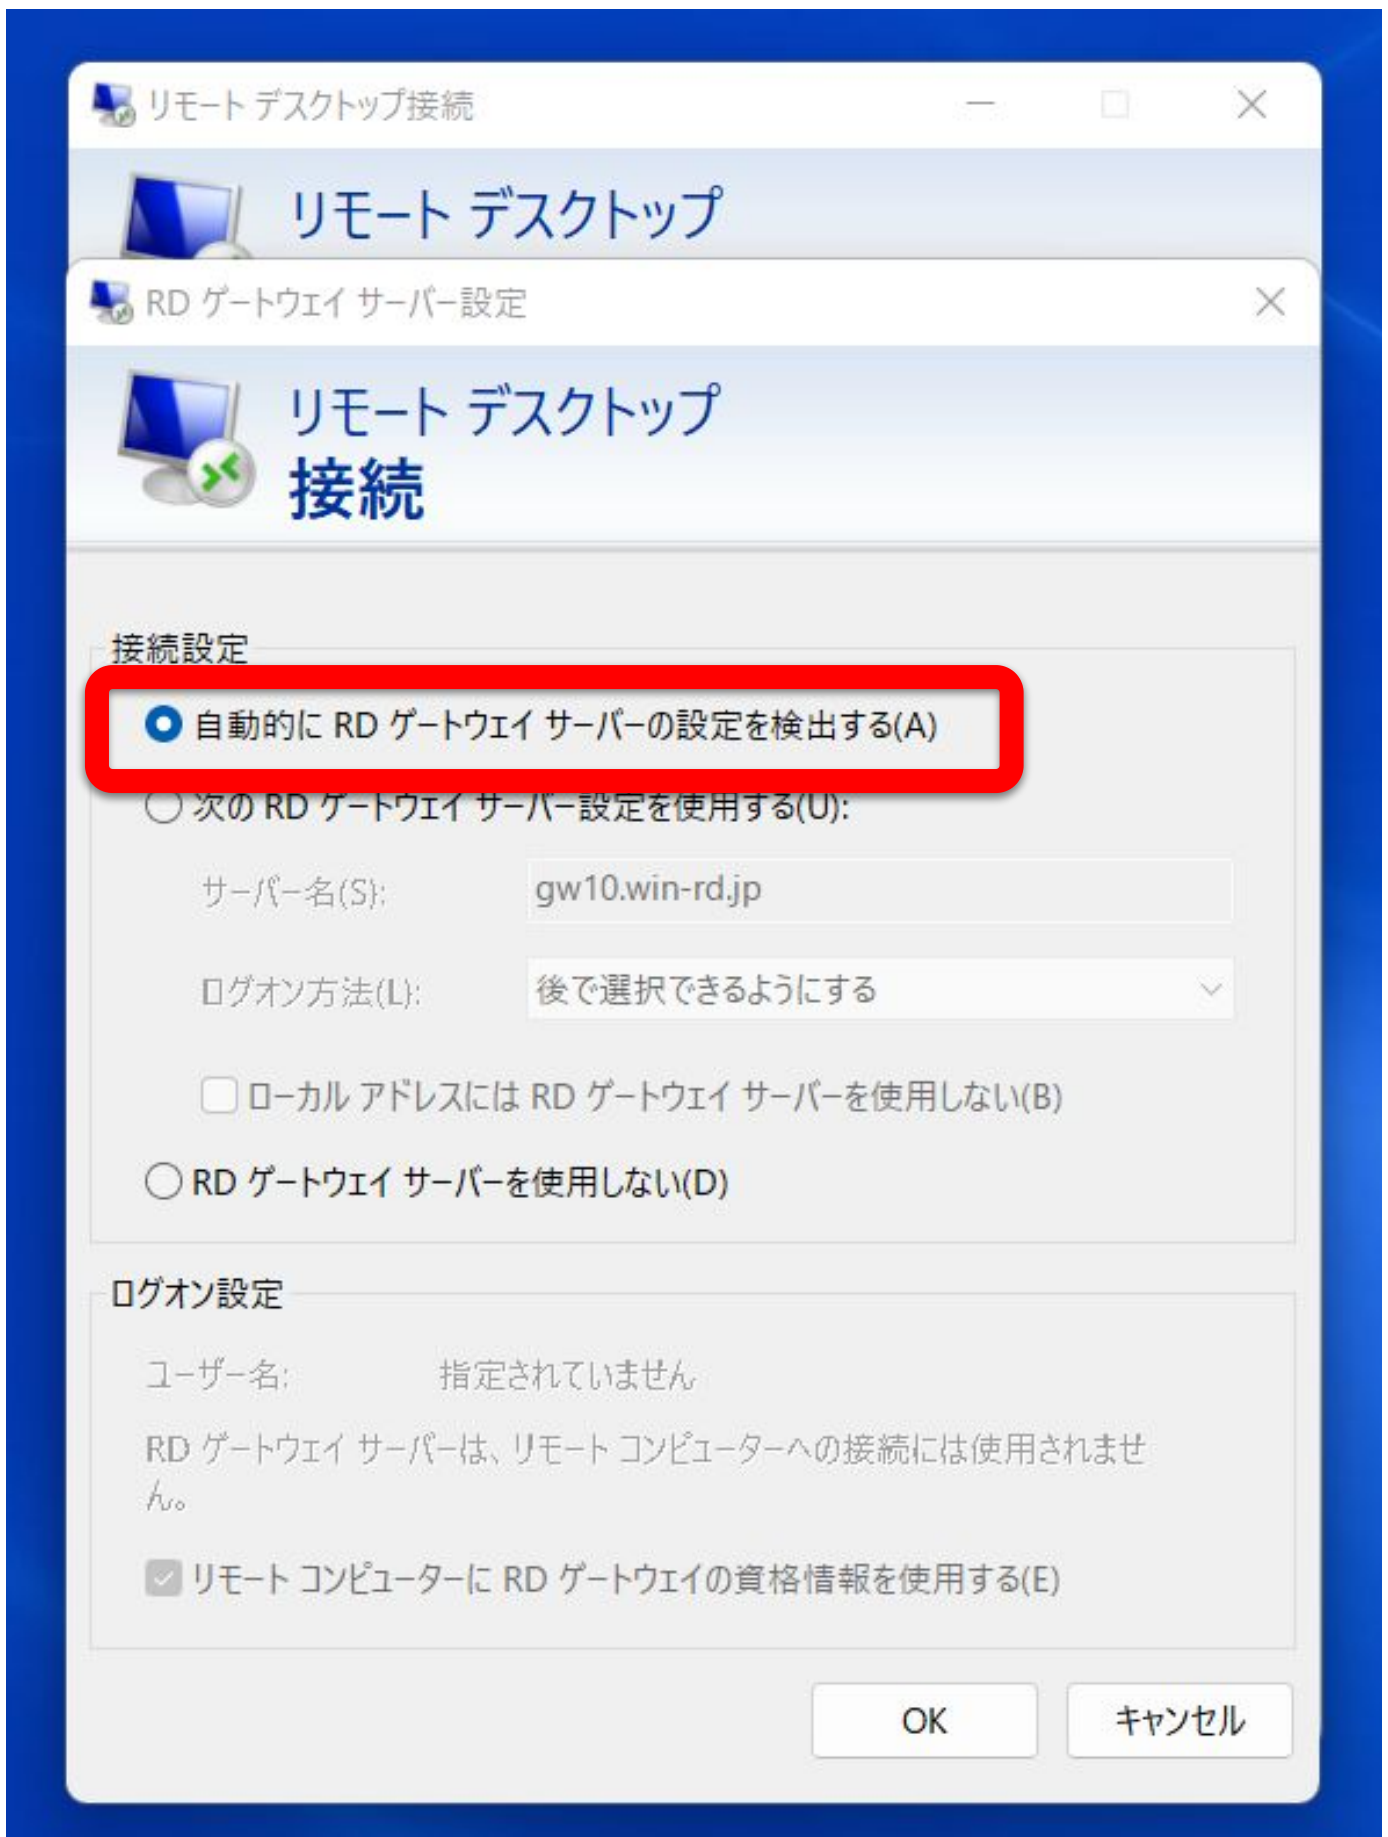 リモート デスクトップ接続
リモート デスクトップ
RD ゲートウェイ サーバー設定
リモート デスクトップ
接続
接続設定
自動的に RD ゲートウェイ サーバーの設定を検出する(A)
次の RD ゲートウェイ サーバー設定を使用する(U):
サーバー名(S):
gw10.win-rd.jp
ログオン方法(L):
後で選択できるようにする
ローカル アドレスには RD ゲートウェイ サーバーを使用しない(B)
RD ゲートウェイ サーバーを使用しない(D)
ログオン設定
ユーザー名:
指定されていません
RD ゲートウェイ サーバーは、リモート コンピューターへの接続には使用されませ
ん。
リモート コンピューターに RD ゲートウェイの資格情報を使用する(E)
OK
キャンセル